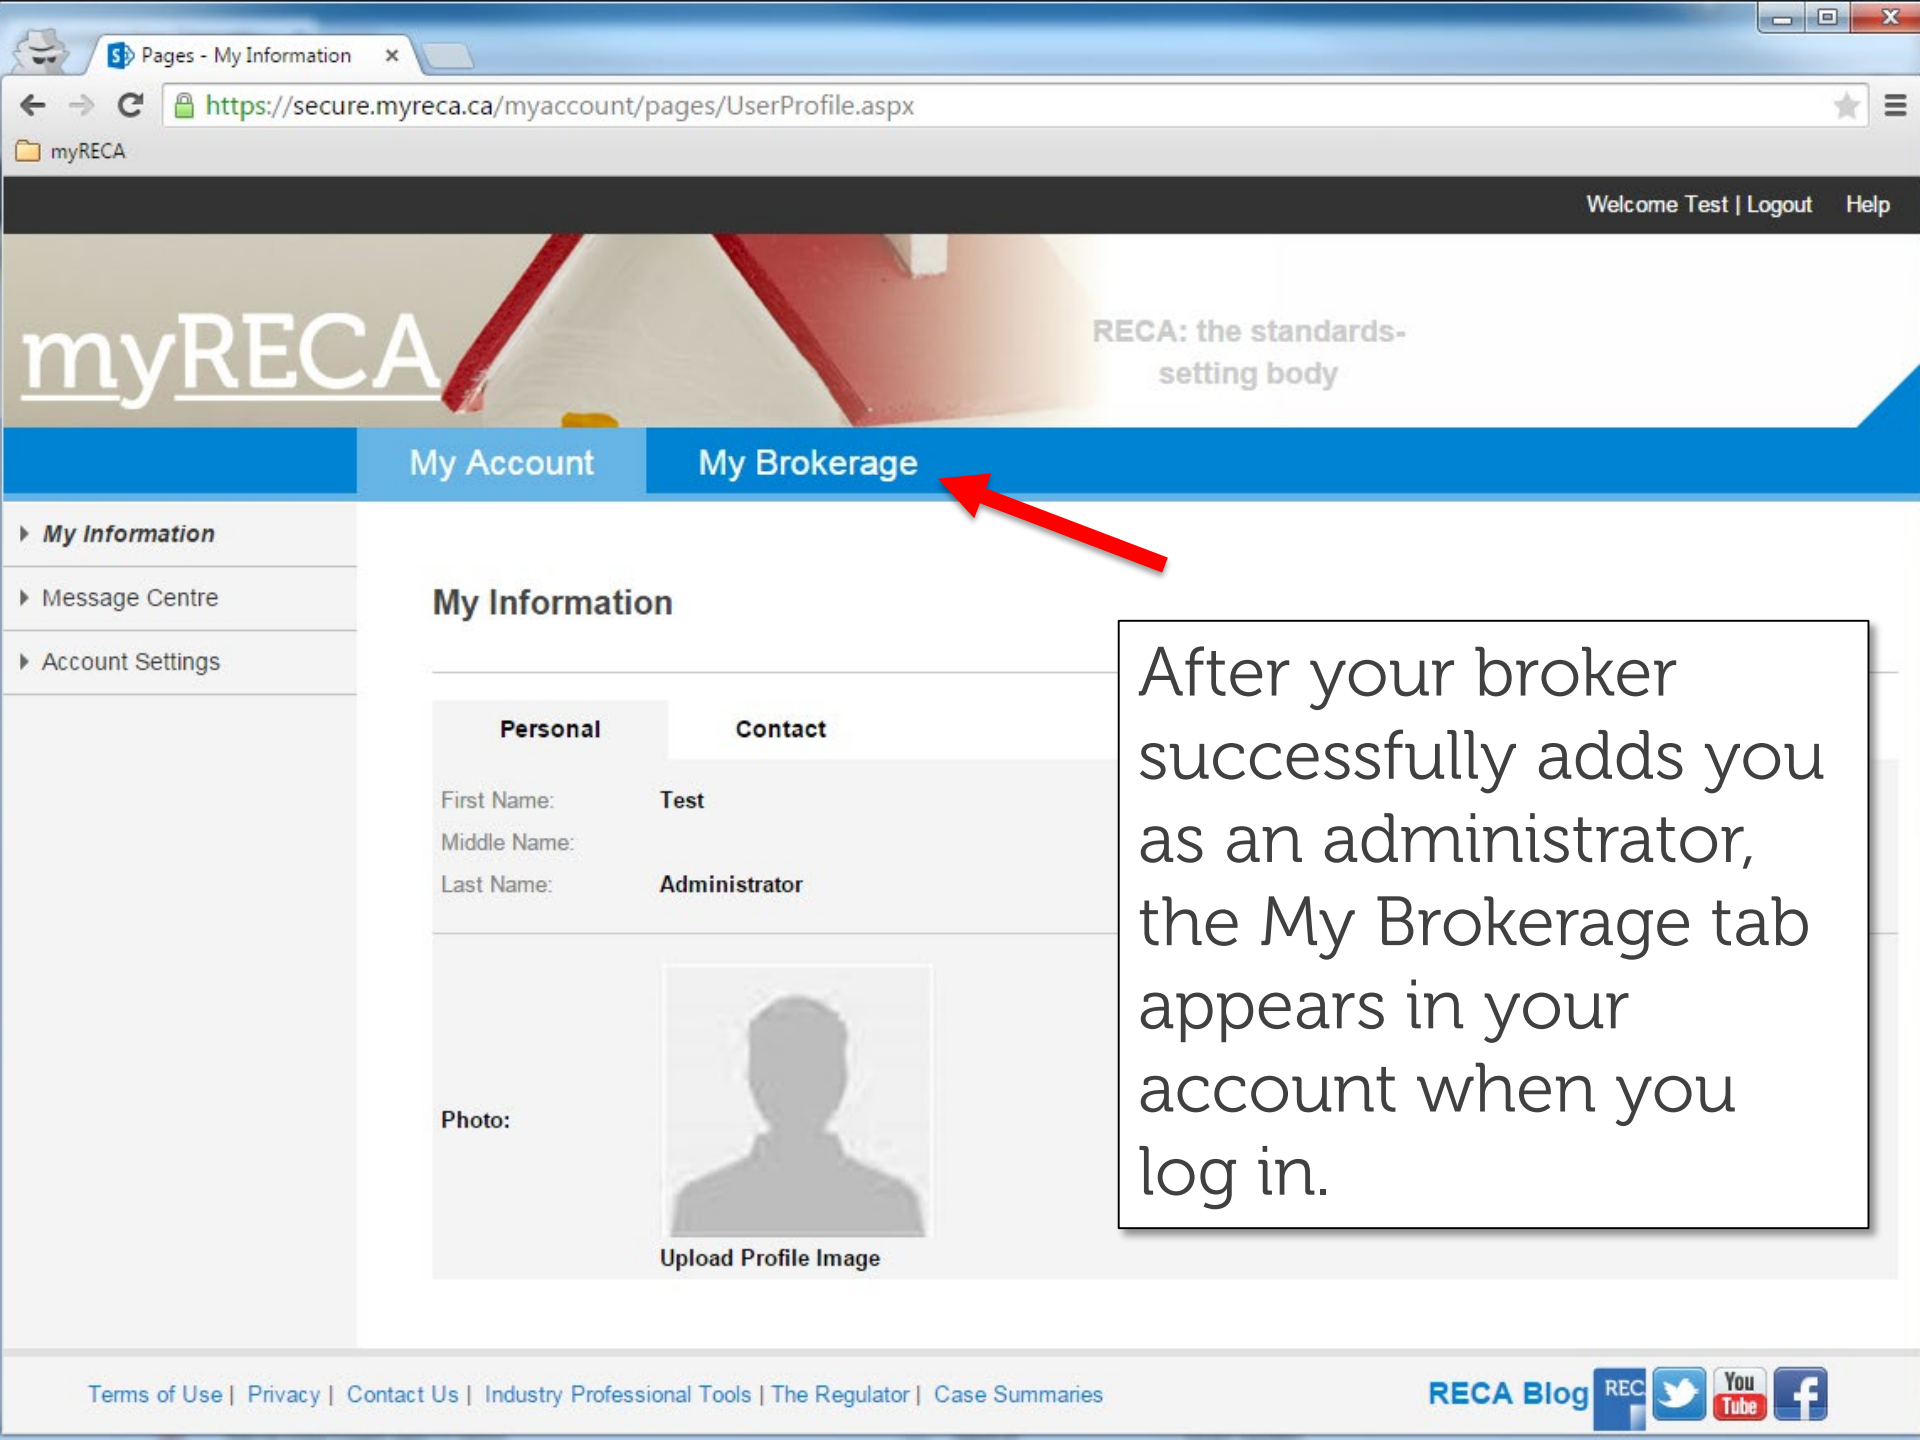 Pages - My Information
https://secure.myreca.ca/myaccount/pages/UserProfile.aspx
myRECA
Welcome Test | Logout Help
myRECA
RECA: the standards-
setting body
My Account My Brokerage
My Information
Message Centre
Account Settings
My Information
Personal Contact
First Name: Test
Middle Name:
Last Name: Administrator
Photo:
Upload Profile Image
After your broker
successfully adds you
as an administrator,
the My Brokerage tab
appears in your
account when you
log in.
Terms of Use | Privacy | Contact Us | Industry Professional Tools | The Regulator | Case Summaries
RECA Blog REC You
Tube f